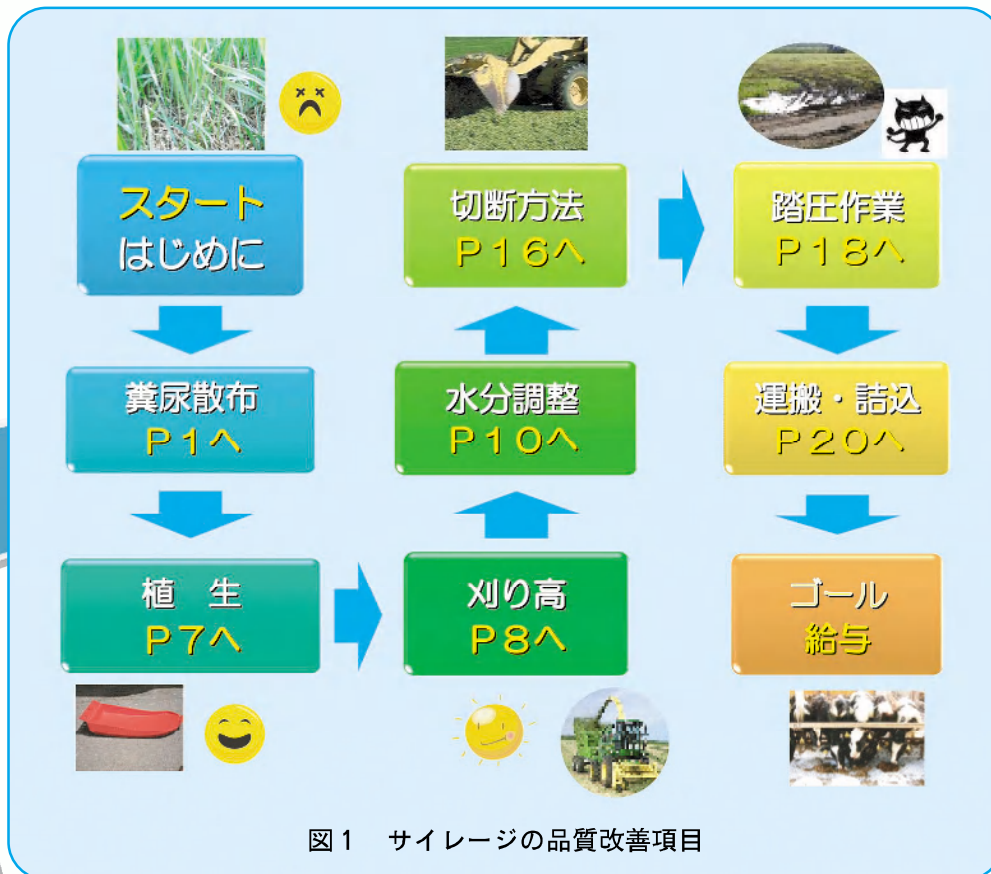 スタート
はじめに
糞尿散布
P1へ
植　生
P7へ
刈り高
P8へ
水分調整
P10へ
切断方法
P16へ
踏圧作業
P18へ
運搬・詰込
P20へ
ゴール
給与
図1　サイレージの品質改善項目